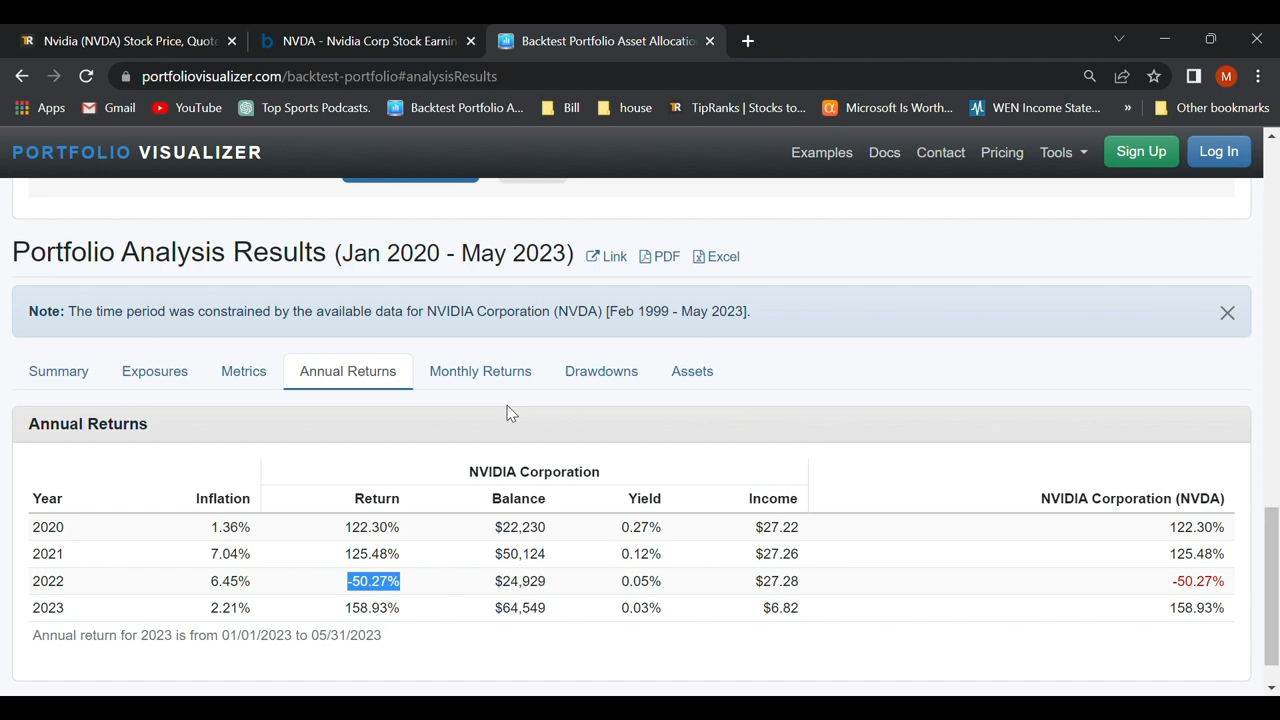 Nvidia (NVDA) Stock Price, Quot
NVDA - Nvidia Corp Stock Earnin
Backtest Portfolio Asset Allocatio
portfoliovisualizer.com/backtest-portfolio#analysisResults
M
Apps Gmail YouTube Top Sports Podcasts. Backtest Portfolio A... Bill house TipRanks | Stocks to... Microsoft Is Worth... WEN Income State... » Other bookmarks
PORTFOLIO VISUALIZER
Examples Docs Contact Pricing Tools Sign Up Log In
Portfolio Analysis Results (Jan 2020 - May 2023) Link PDF Excel
Note: The time period was constrained by the available data for NVIDIA Corporation (NVDA) [Feb 1999 - May 2023].
Summary Exposures Metrics Annual Returns Monthly Returns Drawdowns Assets
Annual Returns
NVIDIA Corporation
Year Inflation Return Balance Yield Income NVIDIA Corporation (NVDA)
2020 1.36% 122.30% $22,230 0.27% $27.22 122.30%
2021 7.04% 125.48% $50,124 0.12% $27.26 125.48%
2022 6.45% -50.27% $24,929 0.05% $27.28 -50.27%
2023 2.21% 158.93% $64,549 0.03% $6.82 158.93%
Annual return for 2023 is from 01/01/2023 to 05/31/2023